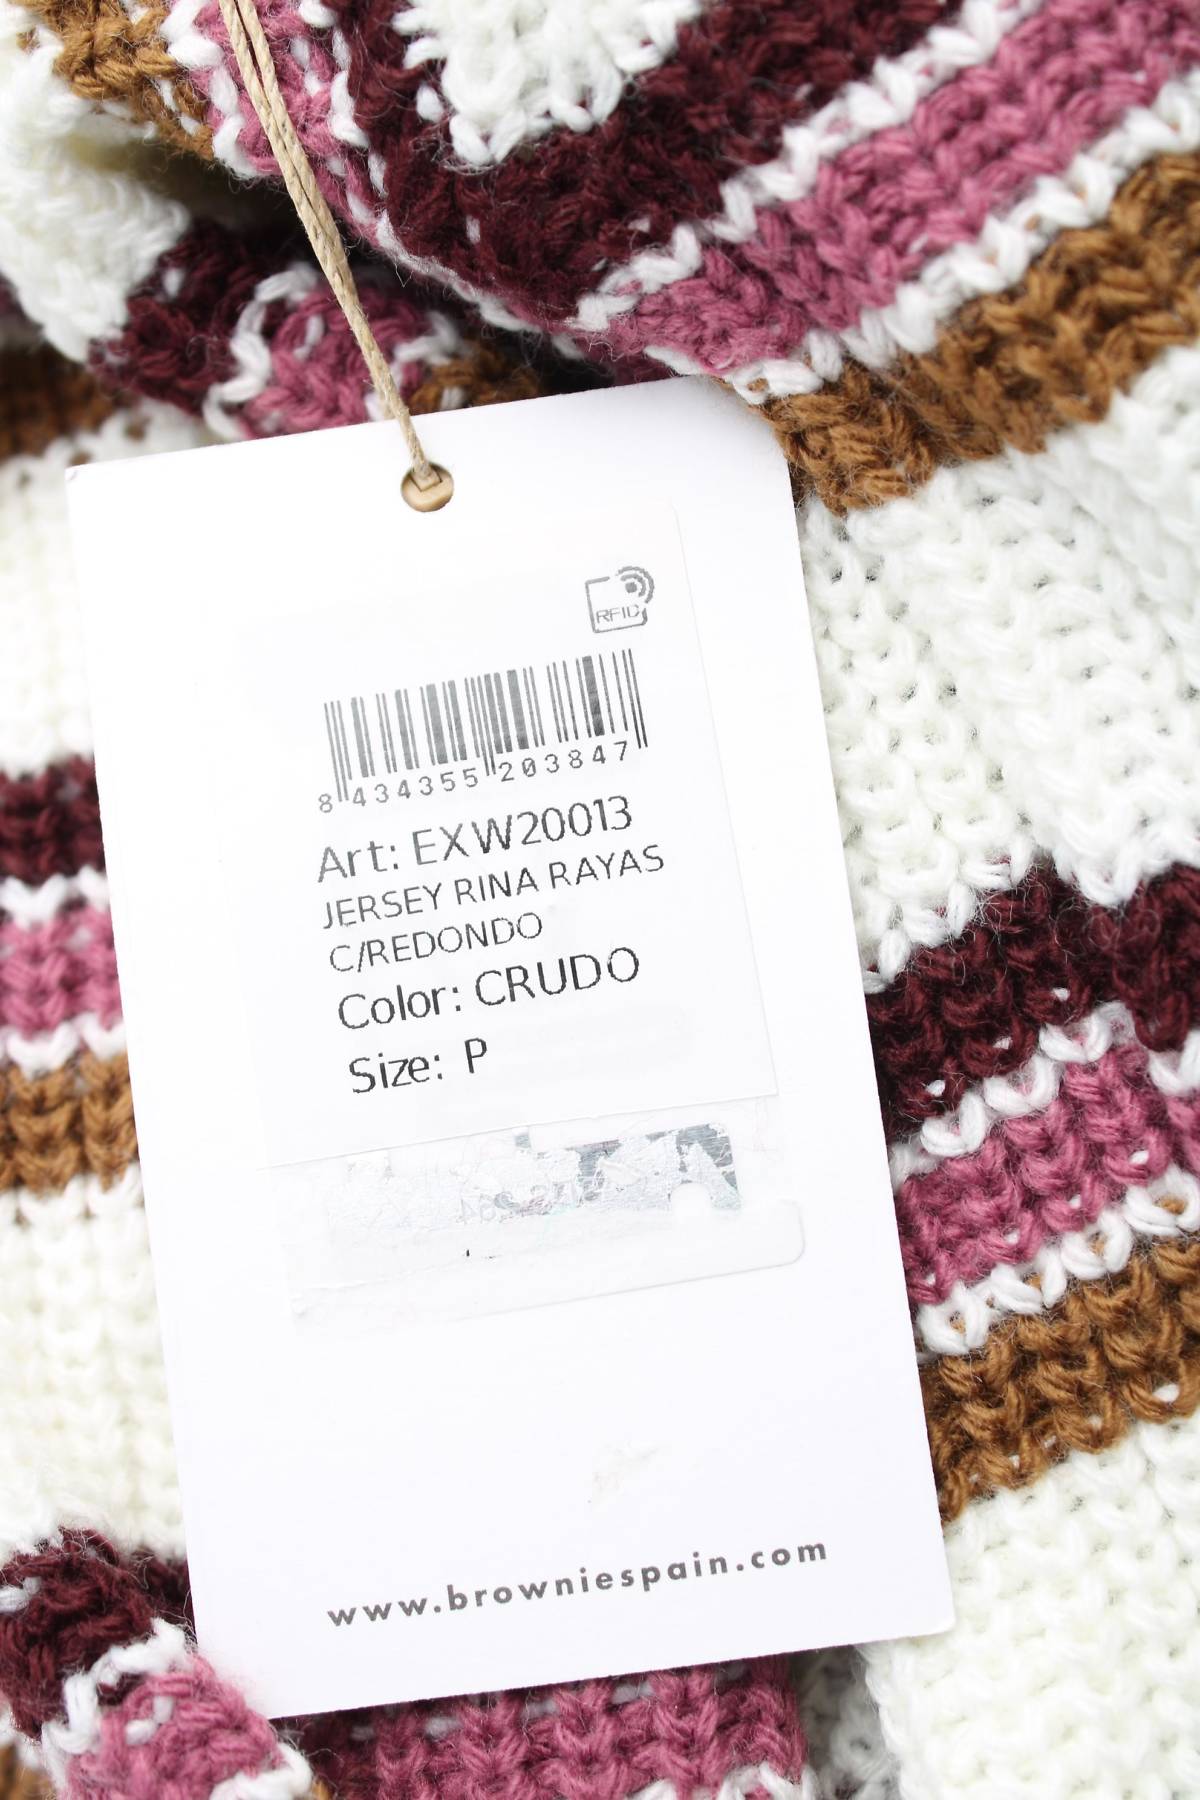 RFID
8 434355 203847
Art: EXW20013
JERSEY RINA RAYAS
C/REDONDO
Color: CRUDO
Size: P
www.browniespain.com